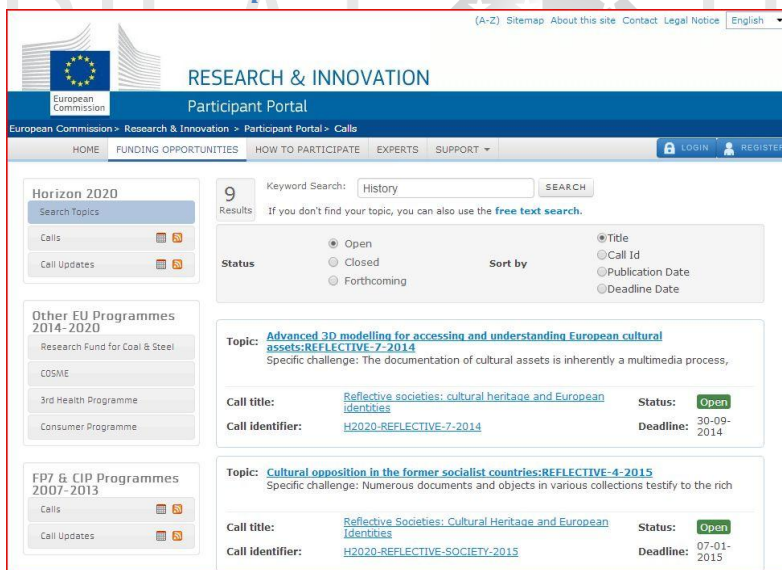 (A-Z) Sitemap About this site Contact Legal Notice English
European
Commission
RESEARCH & INNOVATION
Participant Portal
European Commission > Research & Innovation > Participant Portal > Calls
HOME FUNDING OPPORTUNITIES HOW TO PARTICIPATE EXPERTS SUPPORT LOGIN REGISTER
Horizon 2020
Search Topics
Calls
Call Updates
Other EU Programmes
2014-2020
Research Fund for Coal & Steel
COSME
3rd Health Programme
Consumer Programme
FP7 & CIP Programmes
2007-2013
Calls
Call Updates
9
Results
Keyword Search: History SEARCH
If you don't find your topic, you can also use the free text search.
Status
Open
Closed
Forthcoming
Sort by
Title
Call Id
Publication Date
Deadline Date
Topic: Advanced 3D modelling for accessing and understanding European cultural
assets:REFLECTIVE-7-2014
Specific challenge: The documentation of cultural assets is inherently a multimedia process,
Call title: Reflective societies: cultural heritage and European
identities
Status: Open
Call identifier: H2020-REFLECTIVE-7-2014
Deadline: 30-09-
2014
Topic: Cultural opposition in the former socialist countries:REFLECTIVE-4-2015
Specific challenge: Numerous documents and objects in various collections testify to the rich
Call title: Reflective Societies: Cultural Heritage and European
Identities
Status: Open
Call identifier: H2020-REFLECTIVE-SOCIETY-2015
Deadline: 07-01-
2015